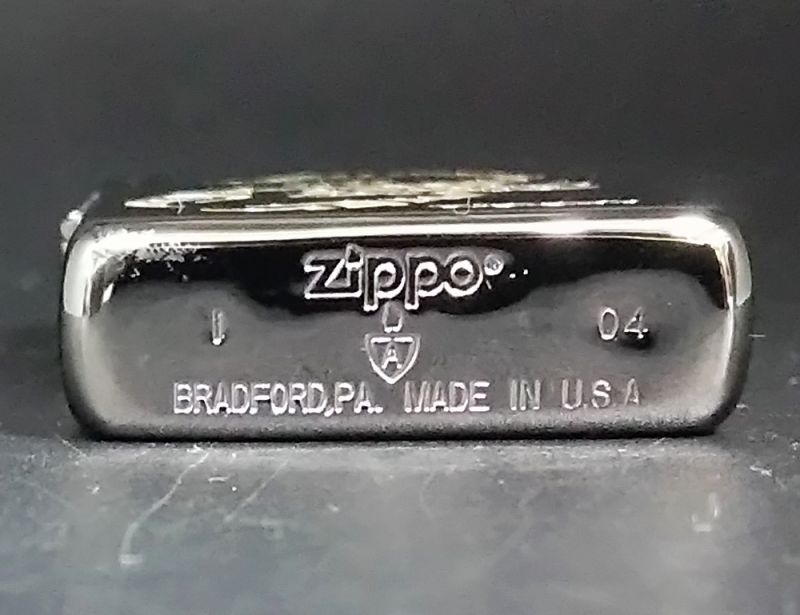 zippo®
I 04
A
BRADFORD,PA. MADE IN U.S.A